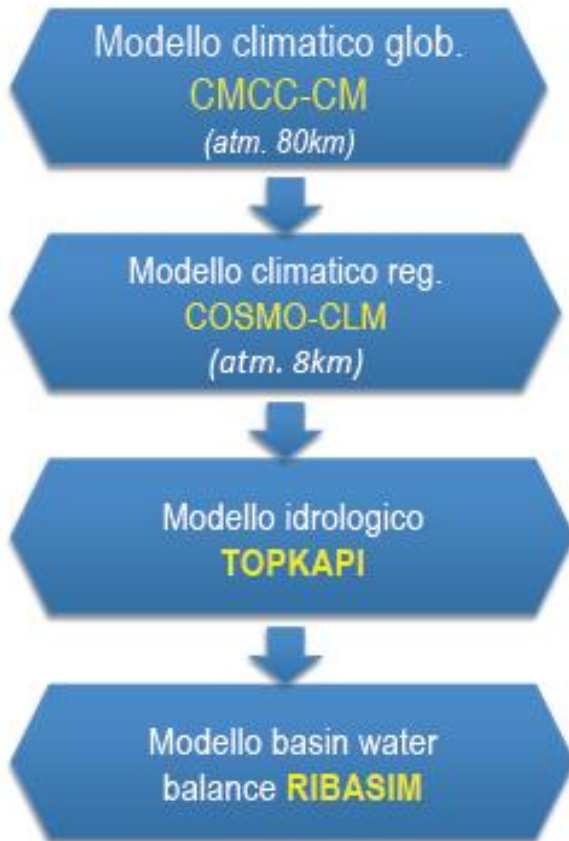 Modello climatico glob.
CMCC-CM
(atm. 80km)
Modello climatico reg.
COSMO-CLM
(atm. 8km)
Modello idrologico
TOPKAPI
Modello basin water
balance RIBASIM